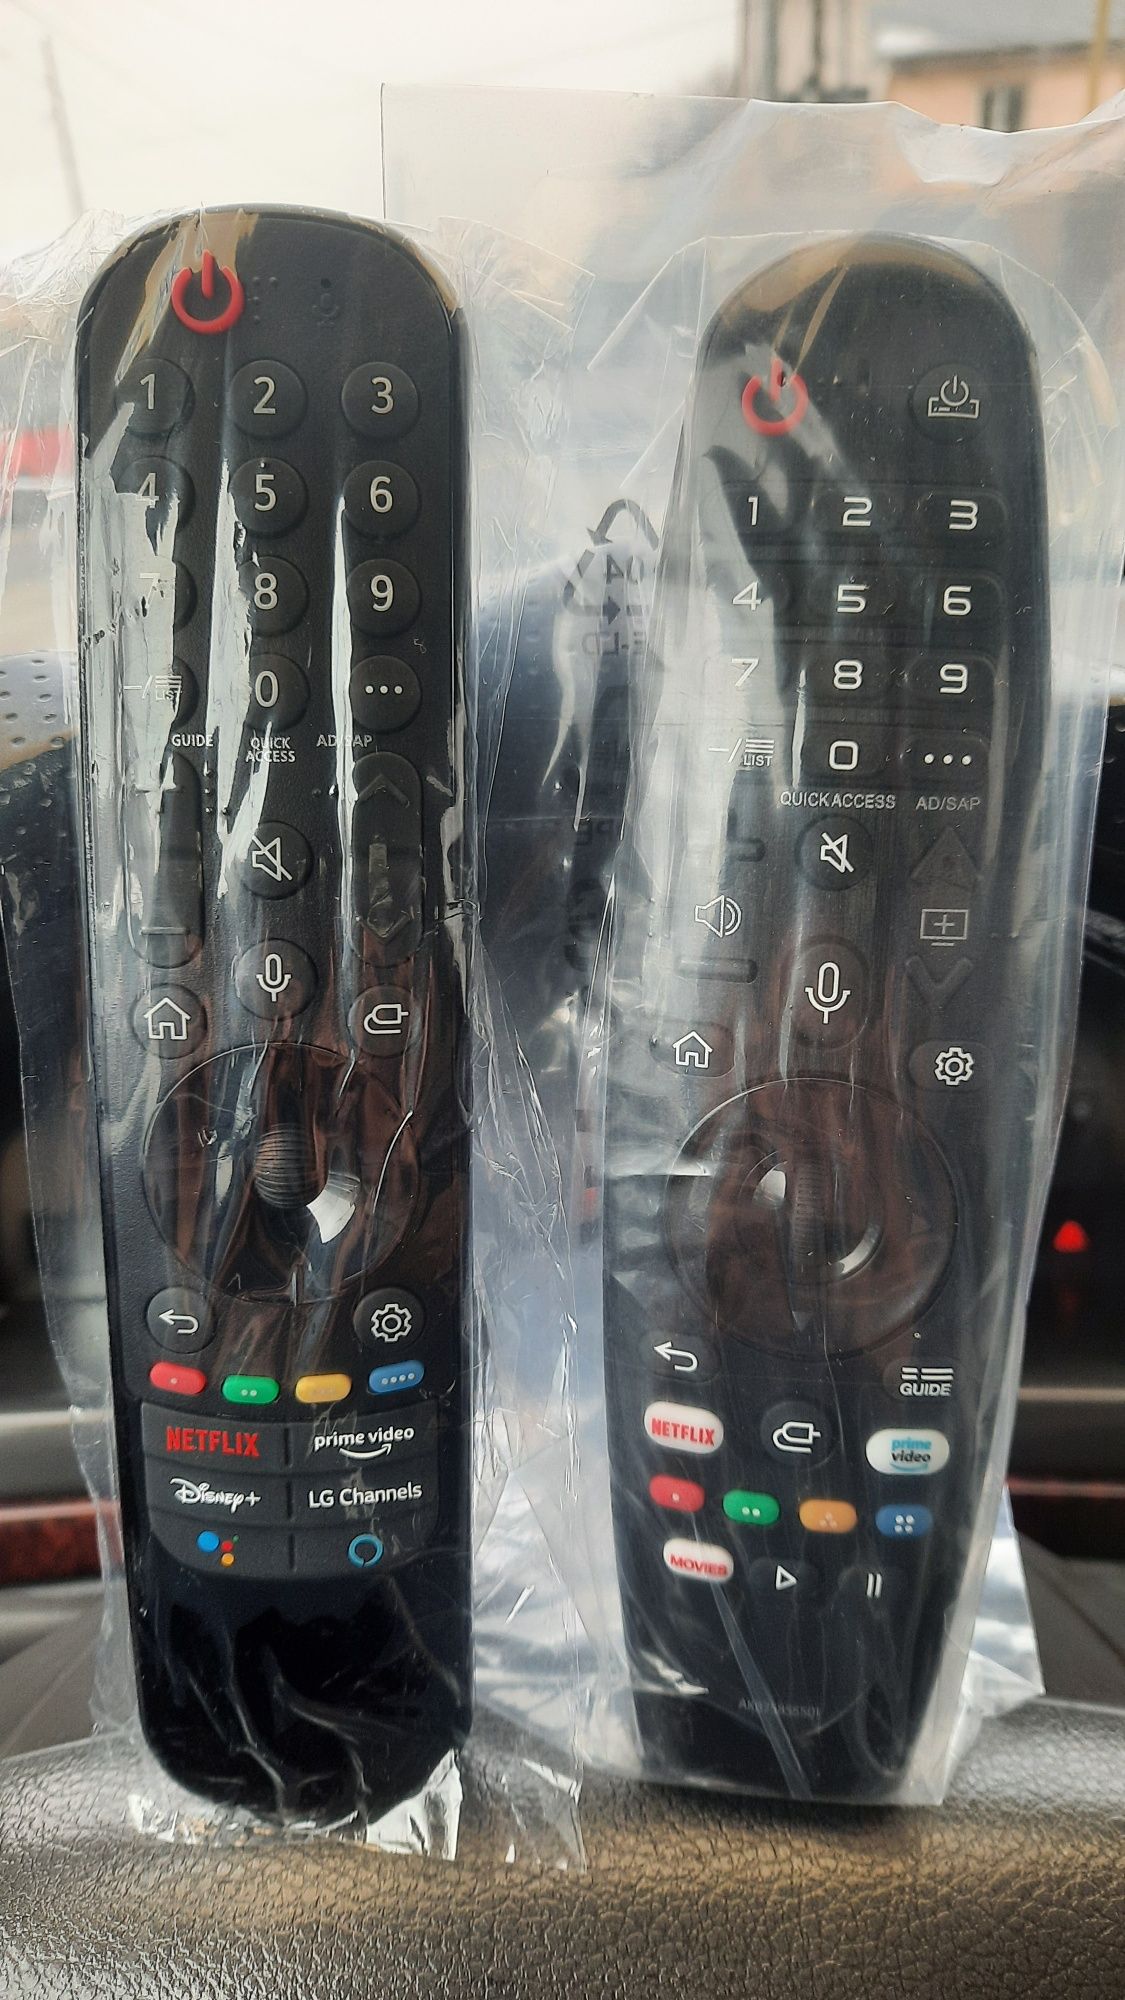 1 2 3
4 5 6
7 8 9
-/LIST 0 ...
GUIDE QUICK ACCESS AD/SAP
NETFLIX prime video
Disney+ LG Channels
1 2 3
4 5 6
7 8 9
-/LIST 0 ...
QUICK ACCESS AD/SAP
GUIDE
NETFLIX prime video
MOVIES
04